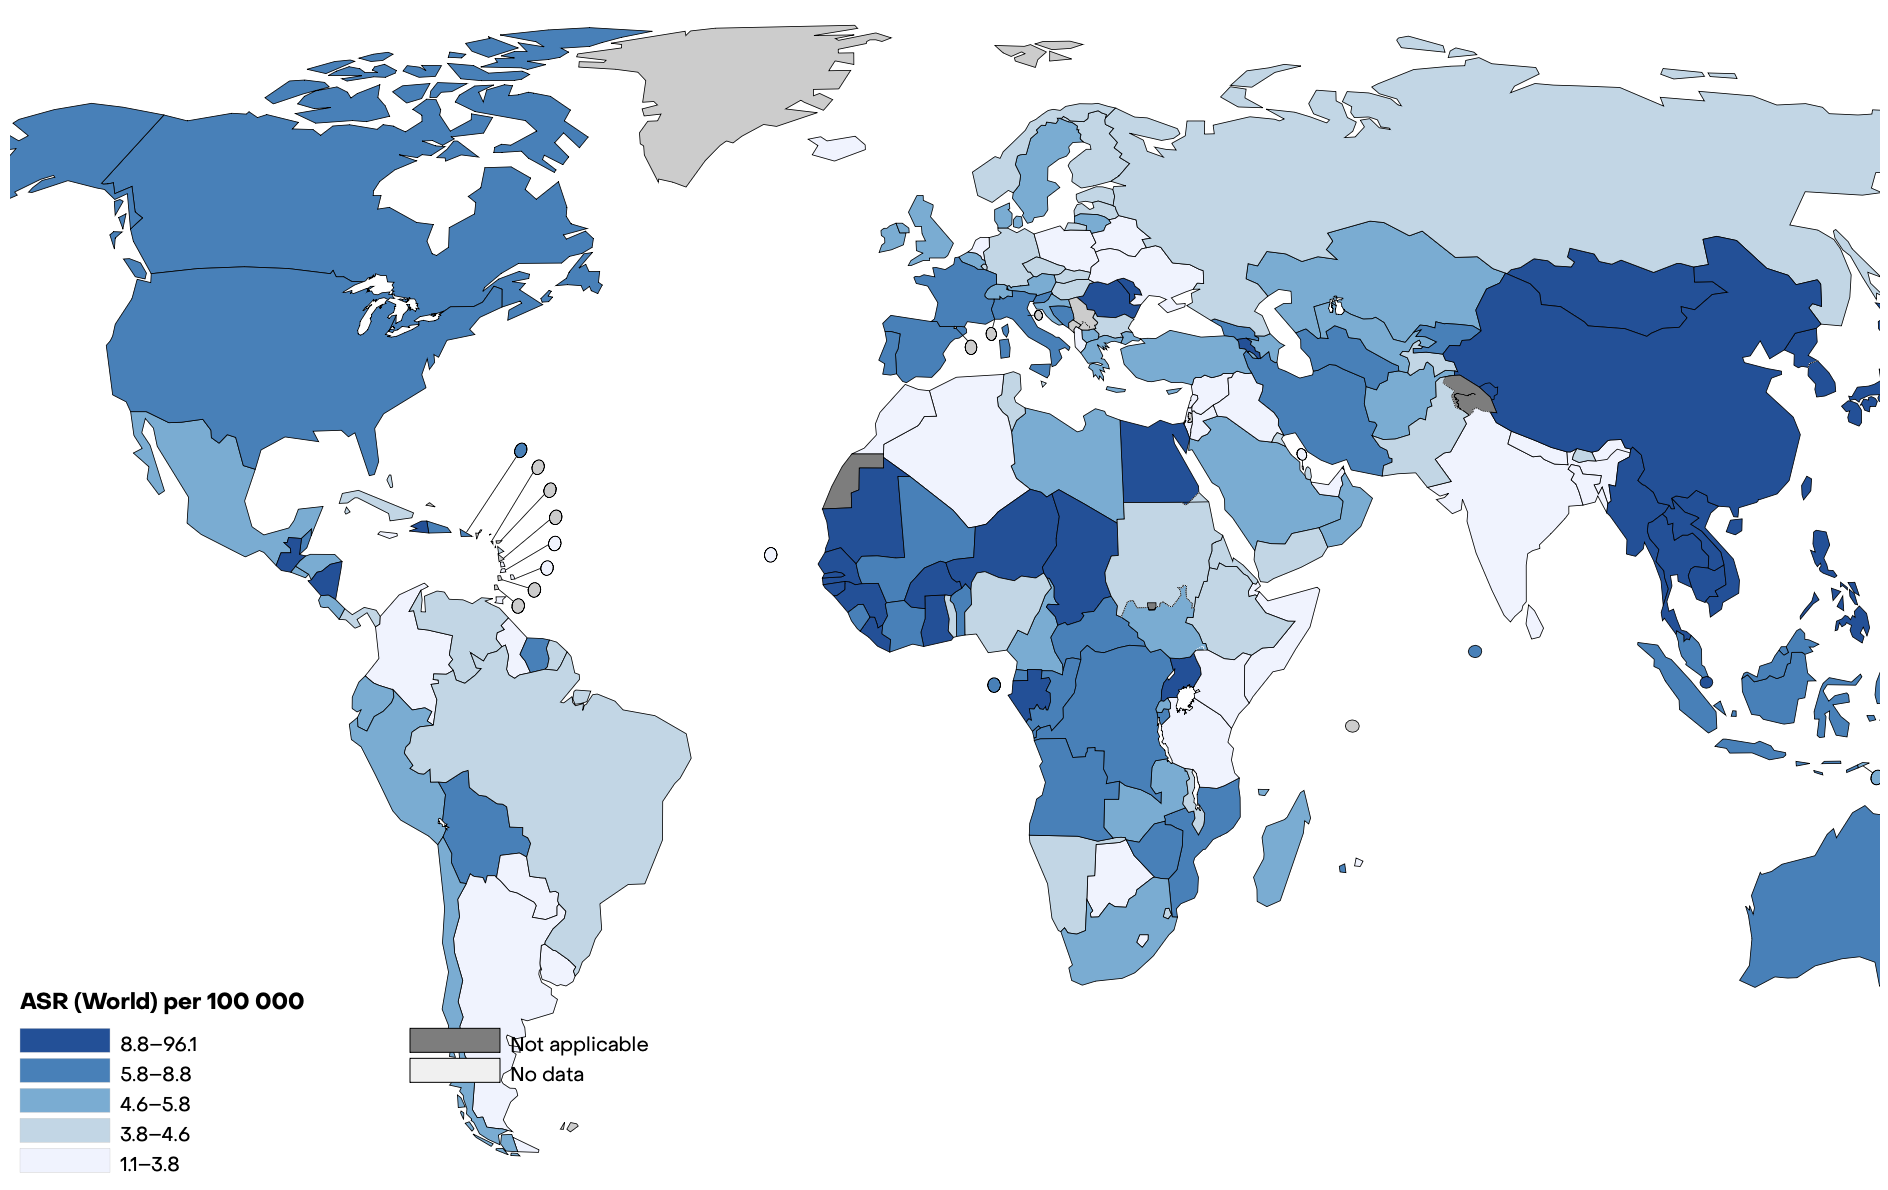 ASR (World) per 100 000
8.8–96.1
5.8–8.8
4.6–5.8
3.8–4.6
1.1–3.8
Not applicable
No data